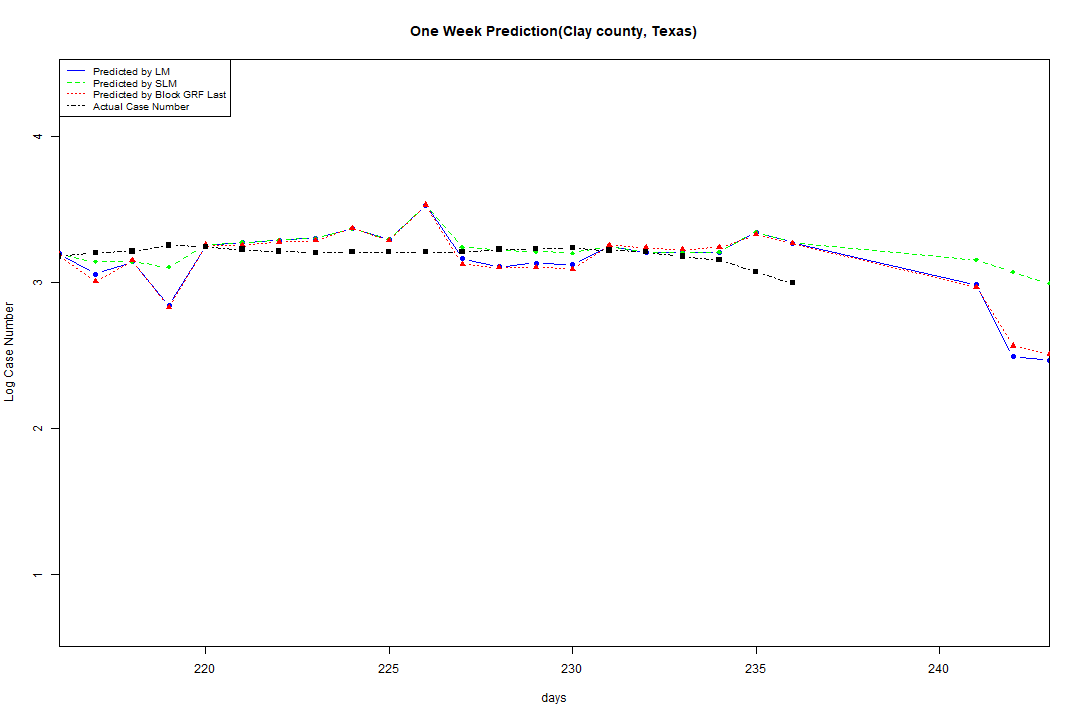 One Week Prediction(Clay county, Texas)
Predicted by LM
Predicted by SLM
Predicted by Block GRF Last
Actual Case Number
4
3
2
1
Log Case Number
220 225 230 235 240
days